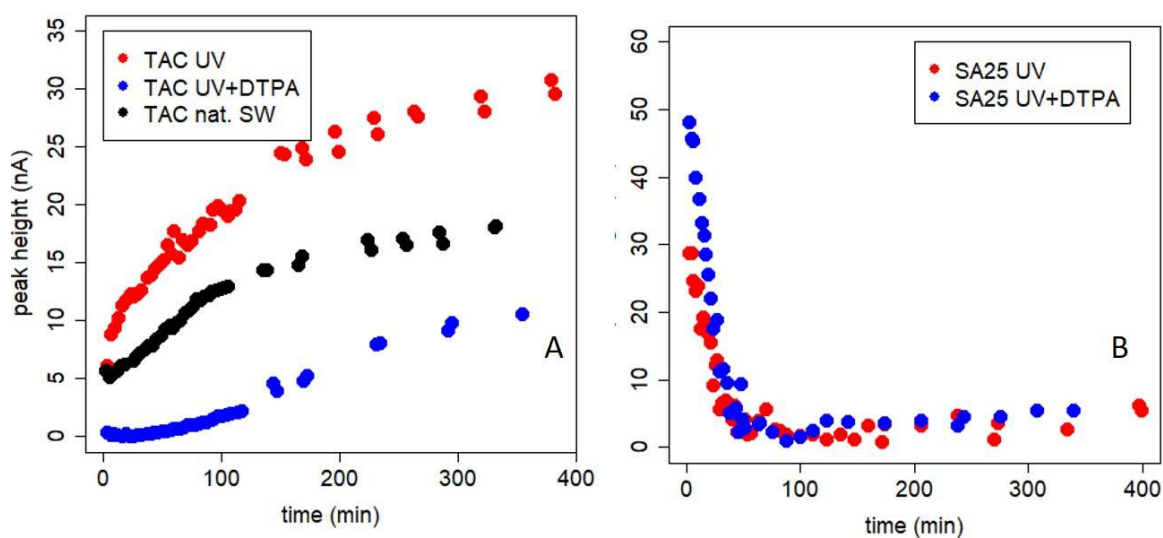 35
30
25
20
15
10
5
0
peak height (nA)
TAC UV
TAC UV+DTPA
TAC nat. SW
A
0 100 200 300 400
time (min)
60
50
40
30
20
10
0
SA25 UV
SA25 UV+DTPA
B
0 100 200 300 400
time (min)